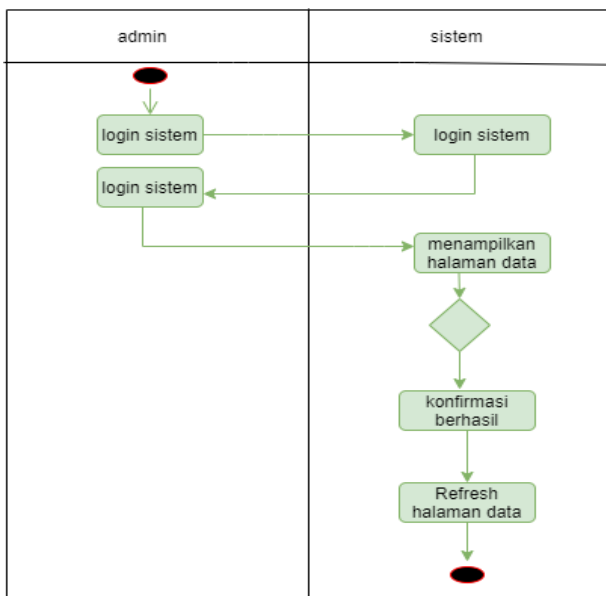 admin
sistem
login sistem
login sistem
login sistem
menampilkan
halaman data
konfirmasi
berhasil
Refresh
halaman data